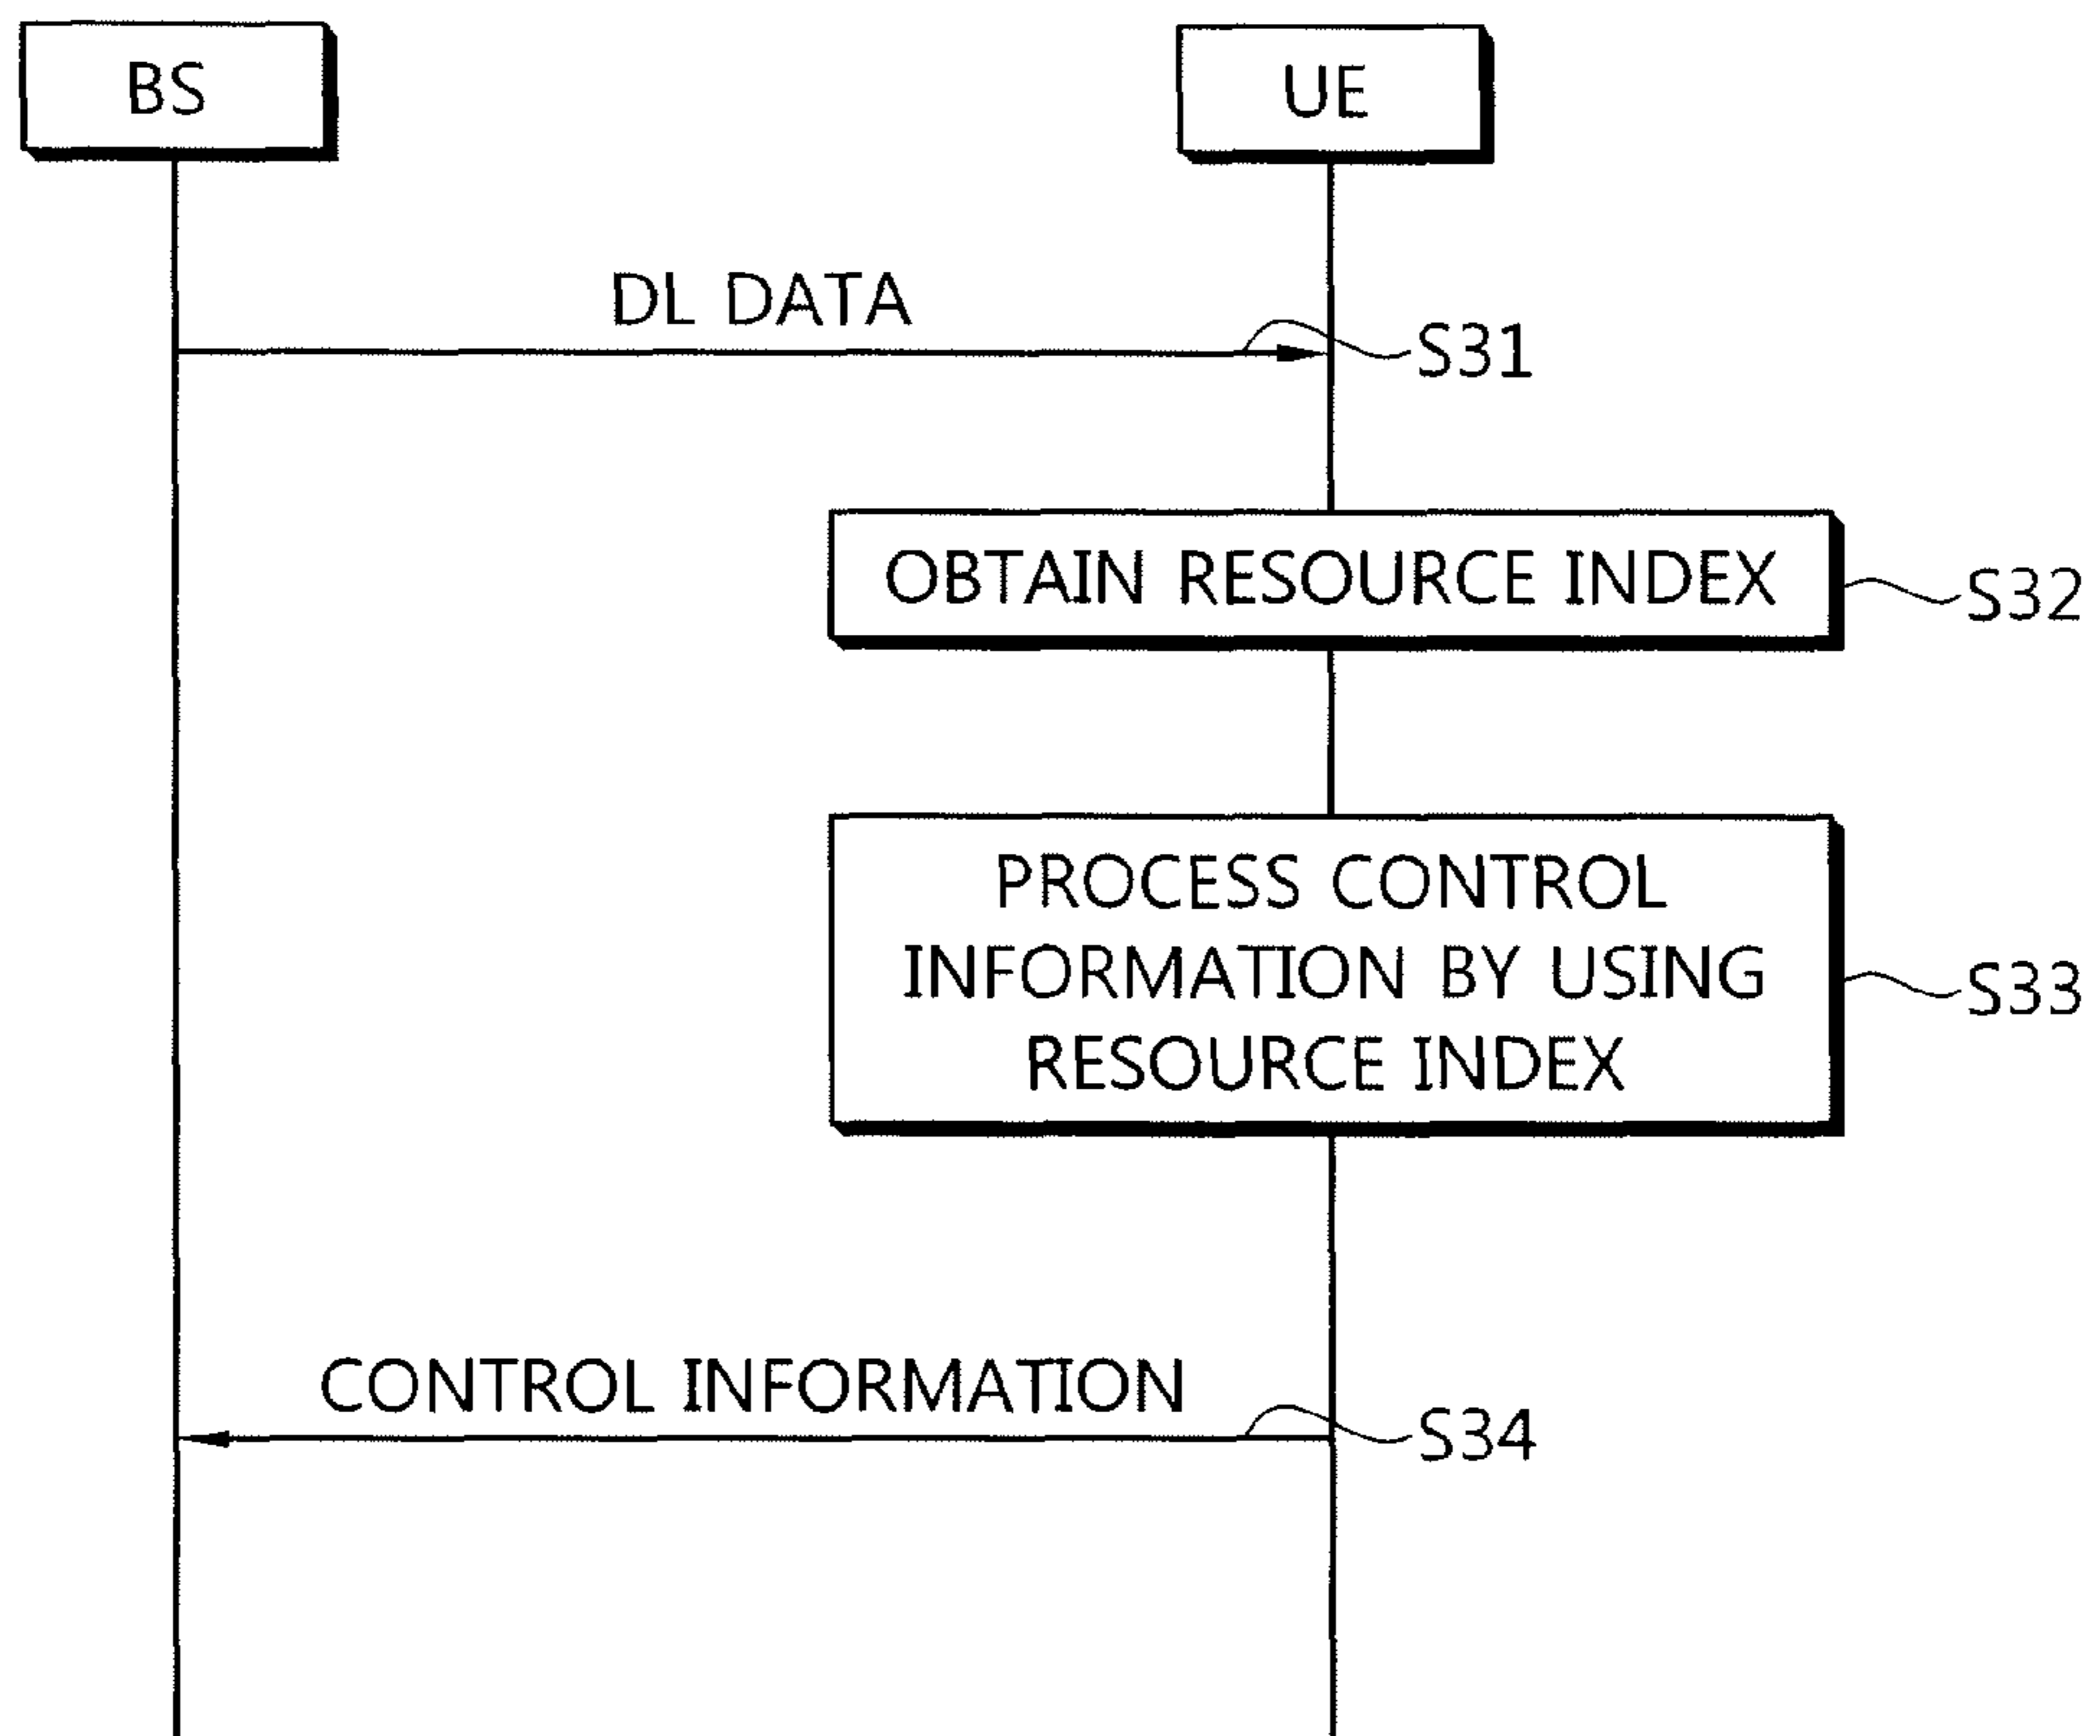 BS
UE
DL DATA
S31
OBTAIN RESOURCE INDEX
S32
PROCESS CONTROL
INFORMATION BY USING
RESOURCE INDEX
S33
CONTROL INFORMATION
S34